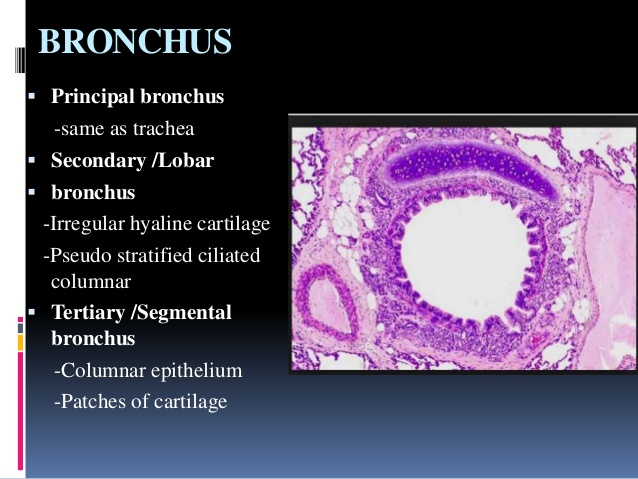 BRONCHUS
Principal bronchus
-same as trachea
Secondary /Lobar
bronchus
-Irregular hyaline cartilage
-Pseudo stratified ciliated
columnar
Tertiary /Segmental
bronchus
-Columnar epithelium
-Patches of cartilage